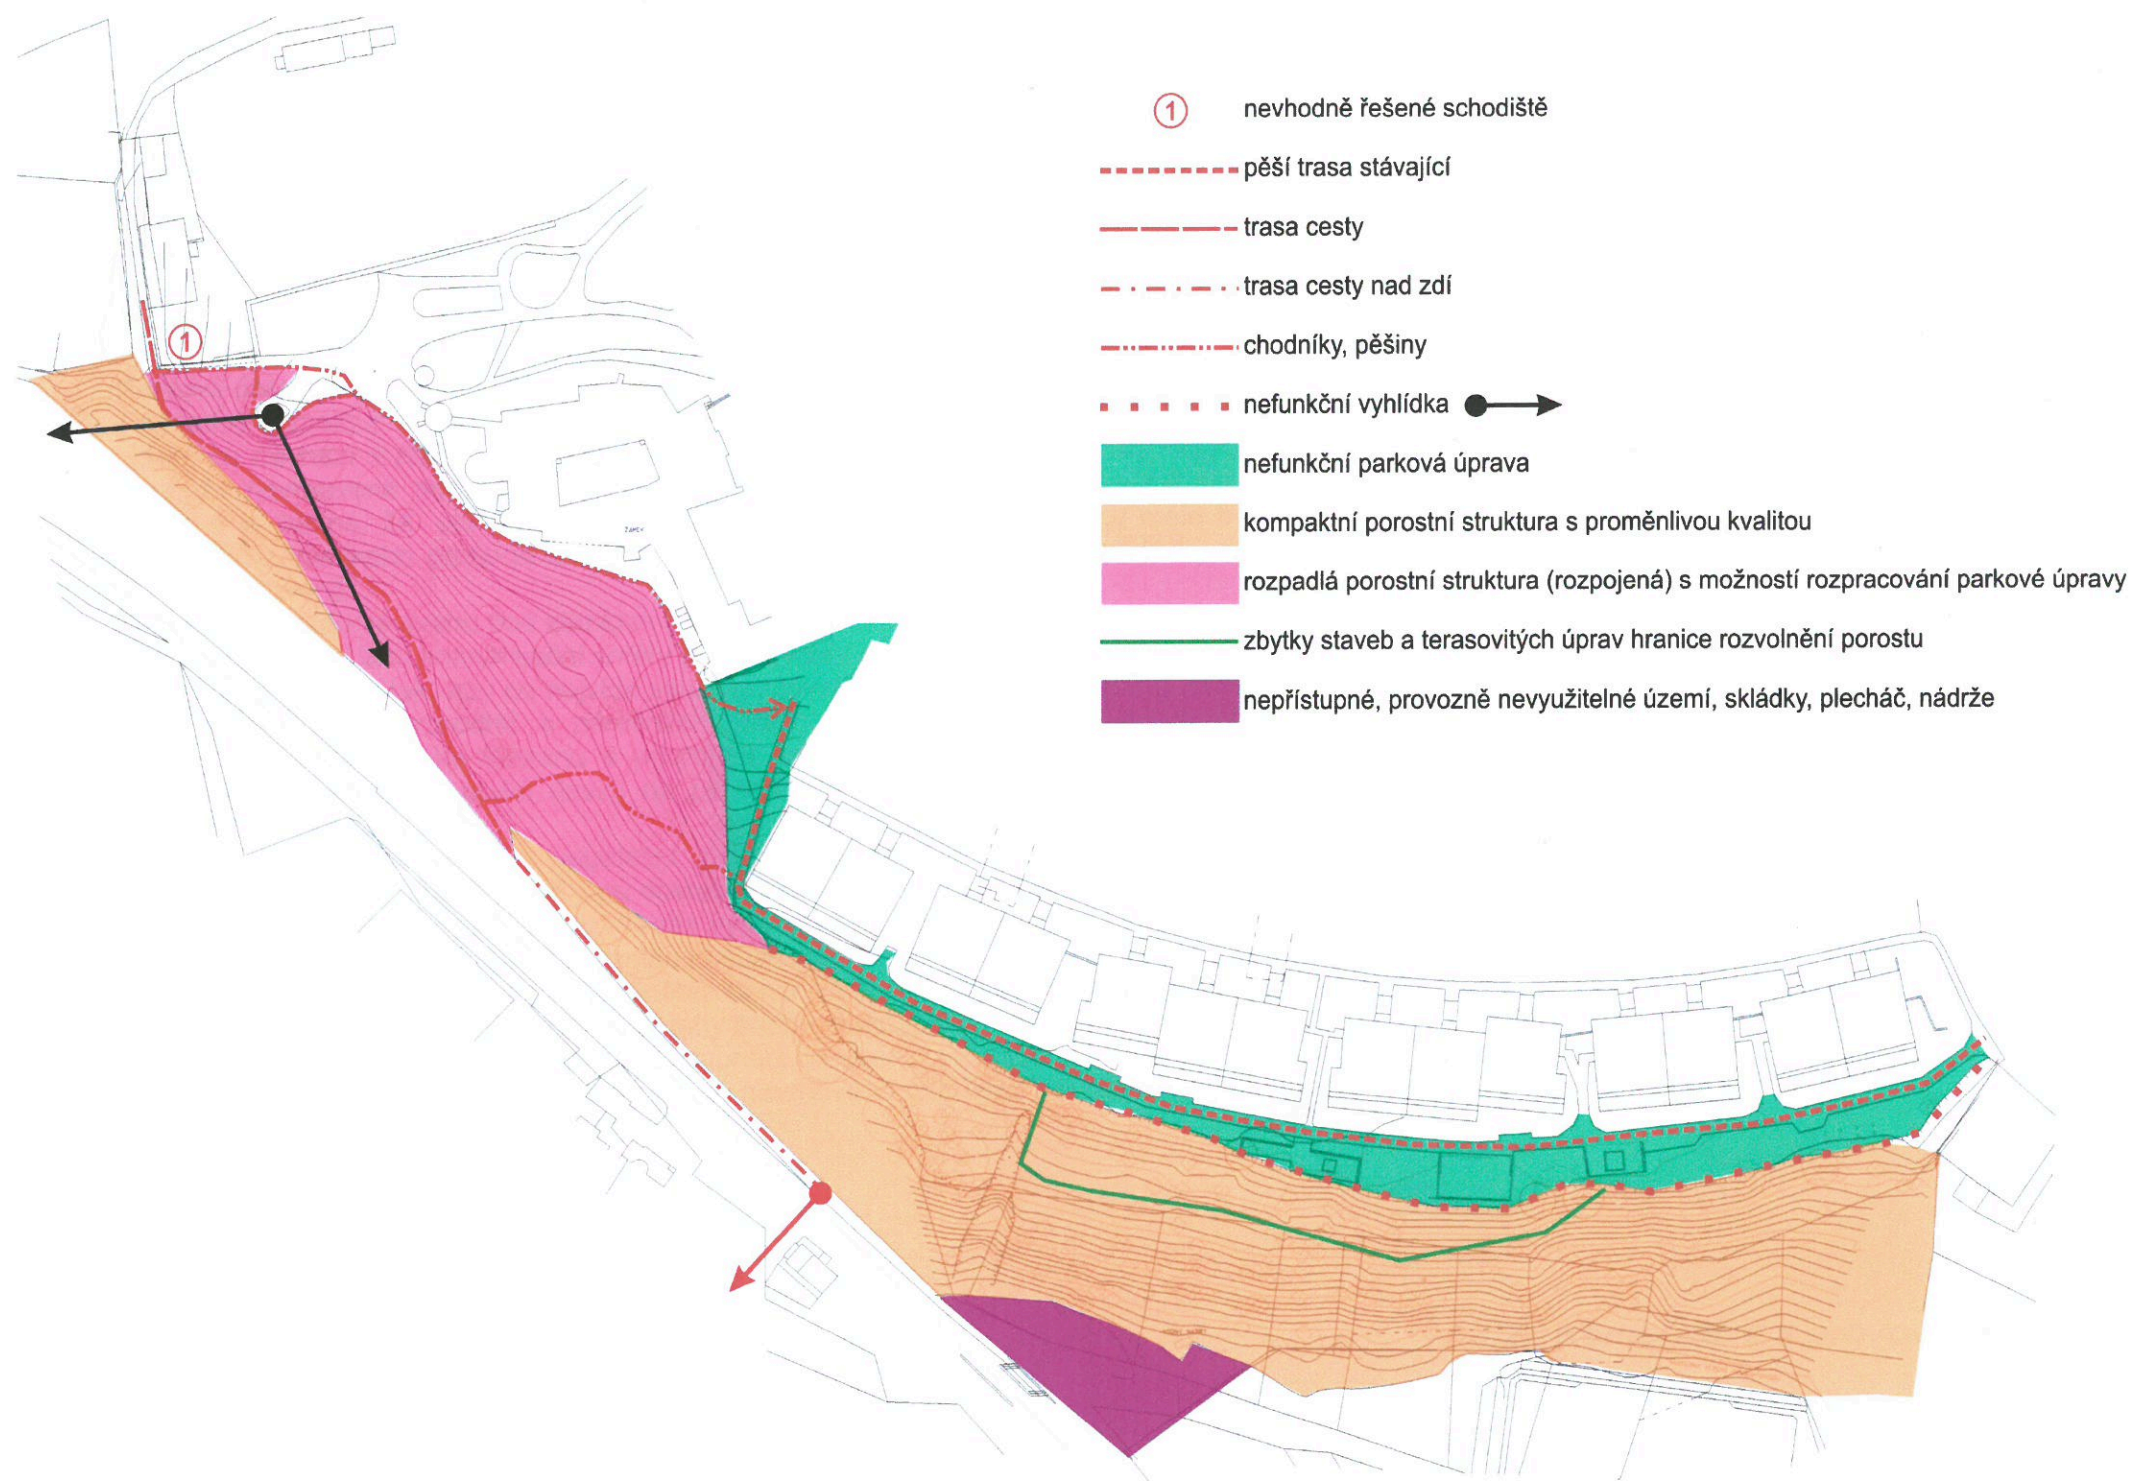 1 nevhodně řešené schodiště
pěší trasa stávající
trasa cesty
trasa cesty nad zdí
chodníky, pěšiny
nefunkční vyhlídka
nefunkční parková úprava
kompaktní porostní struktura s proměnlivou kvalitou
rozpadlá porostní struktura (rozpojená) s možností rozpracování parkové úpravy
zbytky staveb a terasovitých úprav hranice rozvolnění porostu
nepřístupné, provozně nevyužitelné území, skládky, plecháč, nádrže
1